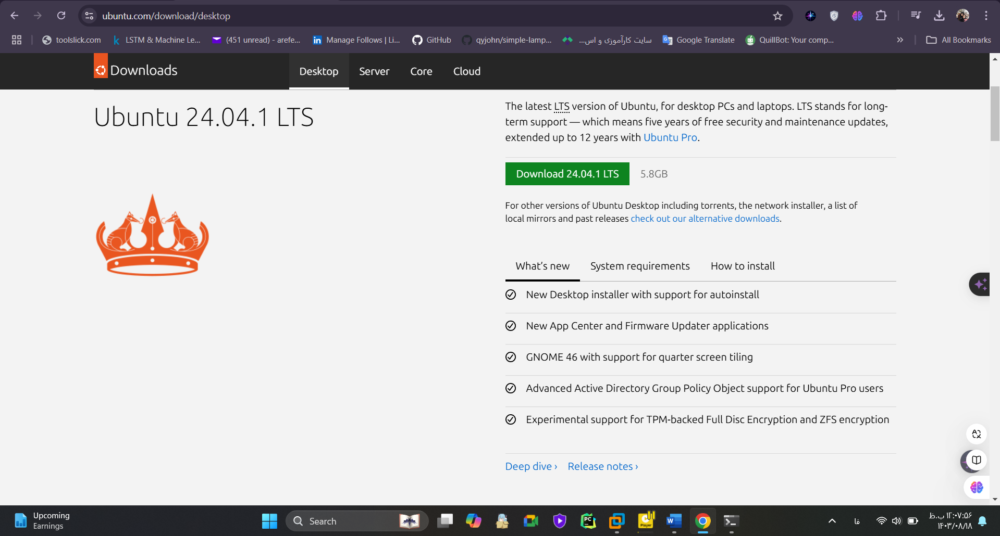 ubuntu.com/download/desktop
toolslick.com
LSTM & Machine Le...
(451 unread) - arefe...
Manage Follows | Li...
GitHub
qyjohn/simple-lamp...
سایت کارآموزی و اس...
Google Translate
QuillBot: Your comp...
All Bookmarks
Downloads
Desktop
Server
Core
Cloud
Ubuntu 24.04.1 LTS
The latest LTS version of Ubuntu, for desktop PCs and laptops. LTS stands for long-
term support — which means five years of free security and maintenance updates,
extended up to 12 years with Ubuntu Pro.
Download 24.04.1 LTS
5.8GB
For other versions of Ubuntu Desktop including torrents, the network installer, a list of
local mirrors and past releases check out our alternative downloads.
What's new
System requirements
How to install
New Desktop installer with support for autoinstall
New App Center and Firmware Updater applications
GNOME 46 with support for quarter screen tiling
Advanced Active Directory Group Policy Object support for Ubuntu Pro users
Experimental support for TPM-backed Full Disc Encryption and ZFS encryption
Deep dive ›
Release notes ›
Upcoming
Earnings
Search
PC
Player
W
فا
۱۲:۰۷:۵۶ ب.ظ
۱۴۰۳/۰۸/۱۸